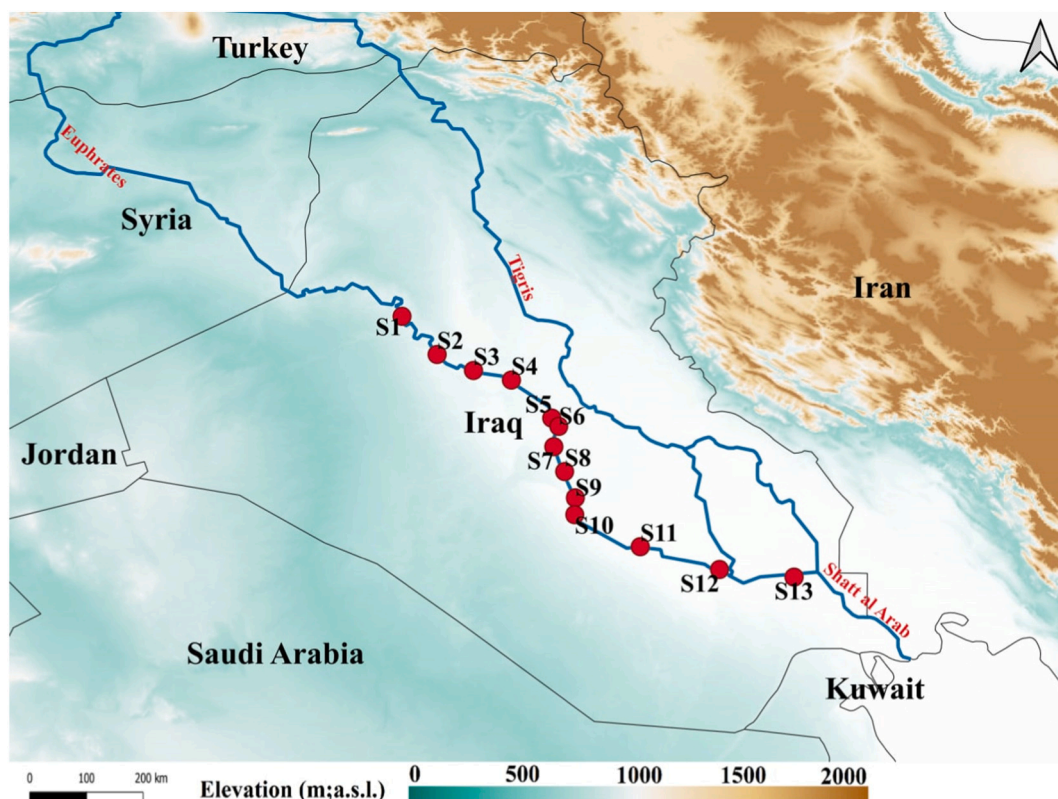 Turkey
Euphrates
Syria
Tigris
Iran
S1
S2
S3
S4
S5
S6
Iraq
S7
S8
Jordan
S9
S10
S11
S12
S13
Shatt al Arab
Saudi Arabia
Kuwait
0 100 200 km
0 500 1000 1500 2000
Elevation (m;a.s.l.)